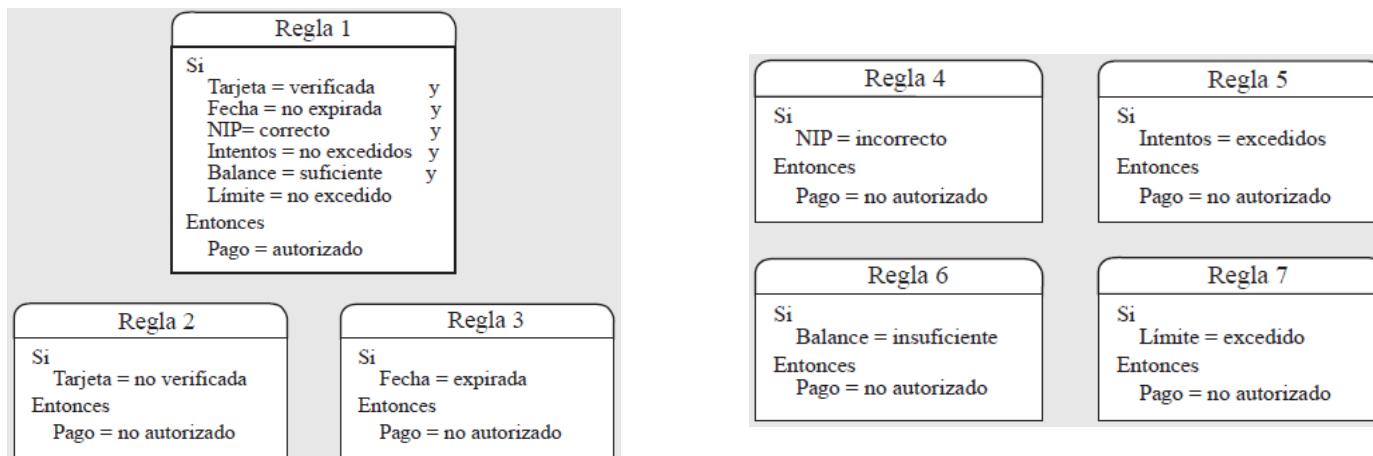 Regla 1
Si
Tarjeta = verificada y
Fecha = no expirada y
NIP= correcto y
Intentos = no excedidos y
Balance = suficiente y
Límite = no excedido
Entonces
Pago = autorizado
Regla 2
Si
Tarjeta = no verificada
Entonces
Pago = no autorizado
Regla 3
Si
Fecha = expirada
Entonces
Pago = no autorizado
Regla 4
Si
NIP = incorrecto
Entonces
Pago = no autorizado
Regla 5
Si
Intentos = excedidos
Entonces
Pago = no autorizado
Regla 6
Si
Balance = insuficiente
Entonces
Pago = no autorizado
Regla 7
Si
Límite = excedido
Entonces
Pago = no autorizado